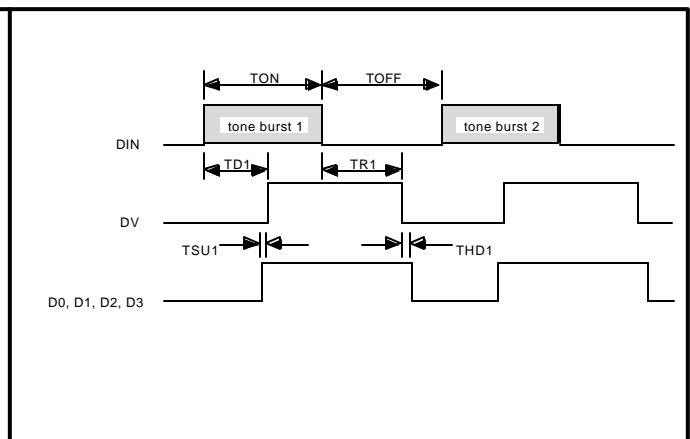 TON TOFF
tone burst 1 tone burst 2
DIN
TD1 TR1
DV
TSU1 THD1
D0, D1, D2, D3